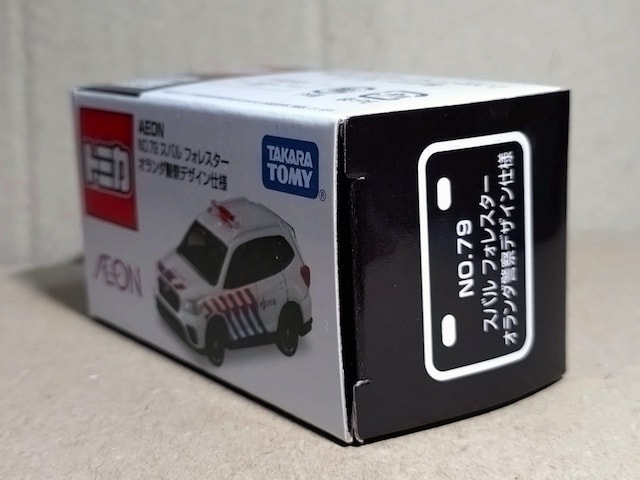 トミカ
AEON
NO.79 スバル フォレスター
オランダ警察デザイン仕様
TAKARA
TOMY
®
AEON
NO.79
スバル フォレスター
オランダ警察デザイン仕様